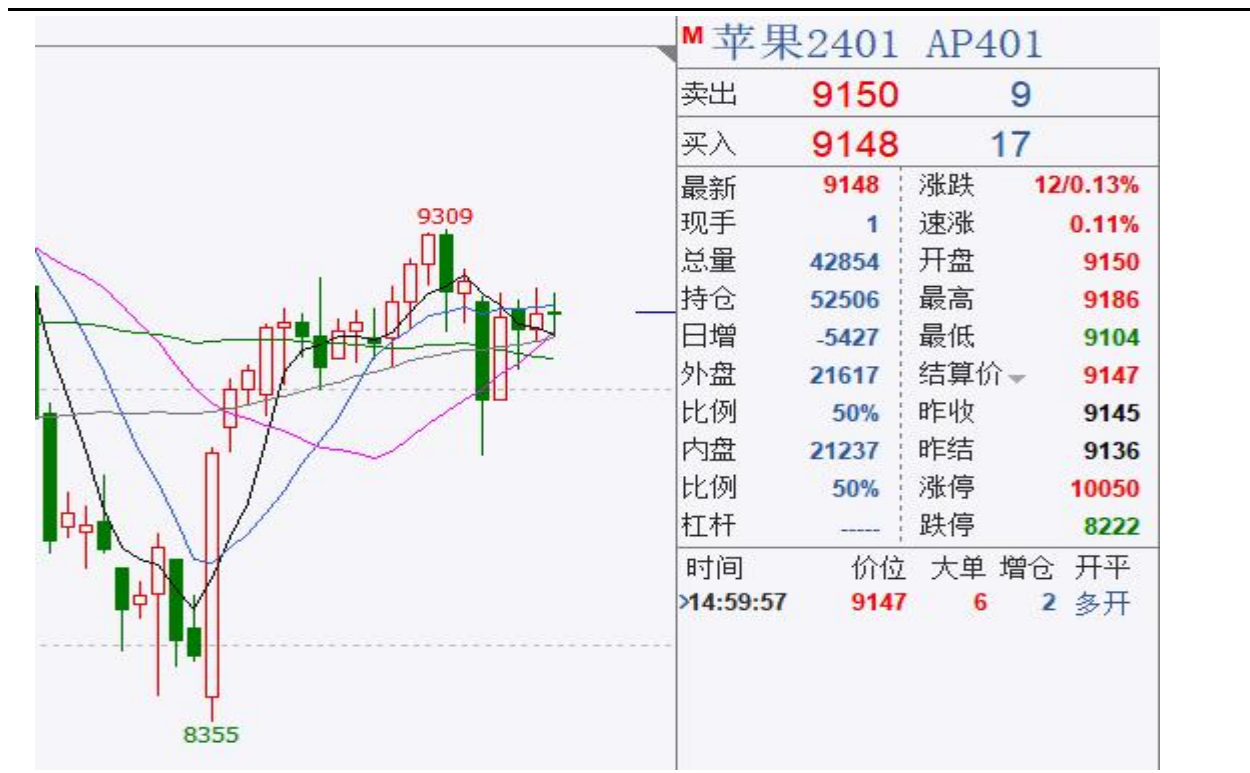 M 苹果2401 AP401
卖出 9150 9
买入 9148 17
最新 9148 涨跌 12/0.13%
现手 1 速涨 0.11%
总量 42854 开盘 9150
持仓 52506 最高 9186
日增 -5427 最低 9104
外盘 21617 结算价 9147
比例 50% 昨收 9145
内盘 21237 昨结 9136
比例 50% 涨停 10050
杠杆 ----- 跌停 8222
时间 价位 大单 增仓 开平
>14:59:57 9147 6 2 多开
9309
8355